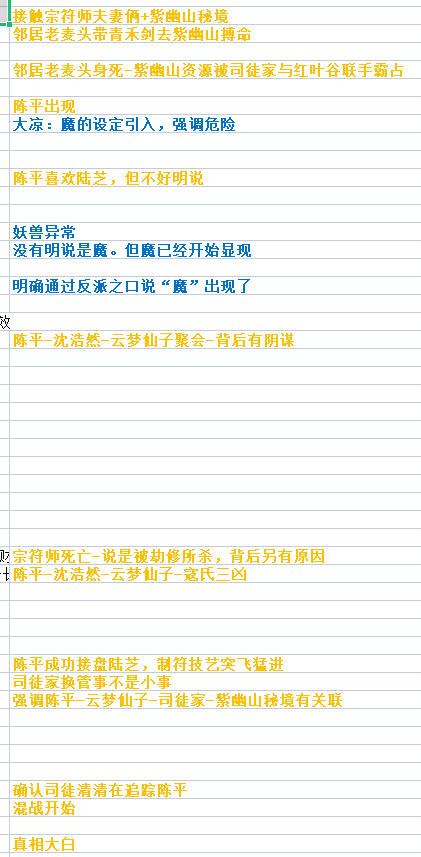 接触宗符师夫妻俩+紫幽山秘境
邻居老麦头带青禾剑去紫幽山搏命
邻居老麦头身死-紫幽山资源被司徒家与红叶谷联手霸占
陈平出现
大凉：魔的设定引入，强调危险
陈平喜欢陆芝，但不好明说
妖兽异常
没有明说是魔。但魔已经开始显现
明确通过反派之口说“魔”出现了
效
陈平-沈浩然-云梦仙子聚会-背后有阴谋
宗符师死亡-说是被劫修所杀，背后另有原因
陈平-沈浩然-云梦仙子-寇氏三凶
陈平成功接盘陆芝，制符技艺突飞猛进
司徒家换管事不是小事
强调陈平-云梦仙子-司徒家-紫幽山秘境有关联
确认司徒清清在追踪陈平
混战开始
真相大白